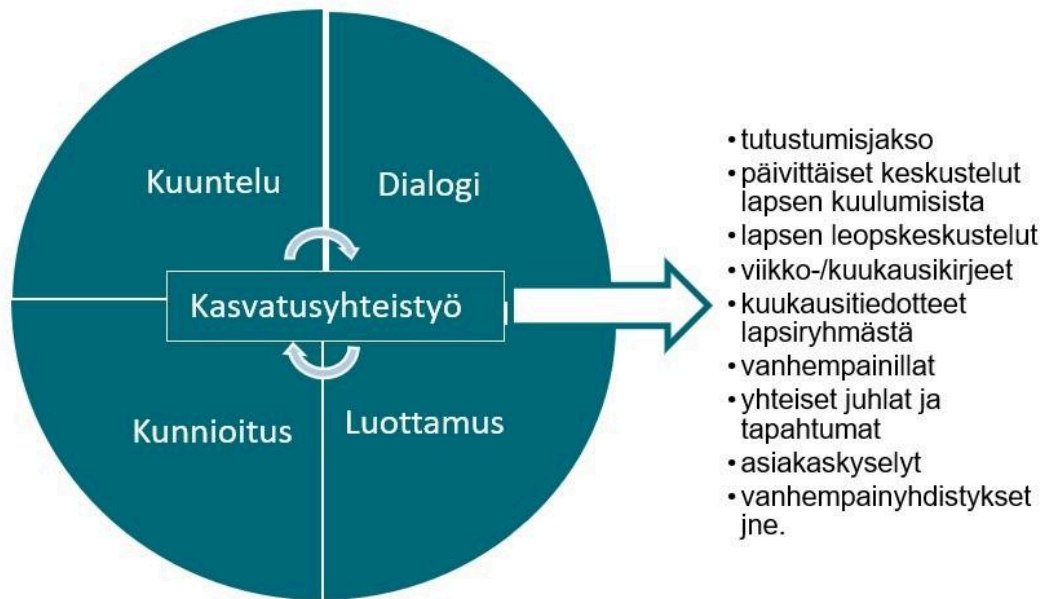 Kuuntelu
Dialogi
Kasvatusyhteistyö
Kunnioitus
Luottamus
• tutustumisjakso
• päivittäiset keskustelut
lapsen kuulumisista
• lapsen leopskeskustelut
• viikko-/kuukausikirjeet
• kuukausitiedotteet
lapsiryhmästä
• vanhempainillat
• yhteiset juhlat ja
tapahtumat
• asiakaskyselyt
• vanhempainyhdistykset
jne.